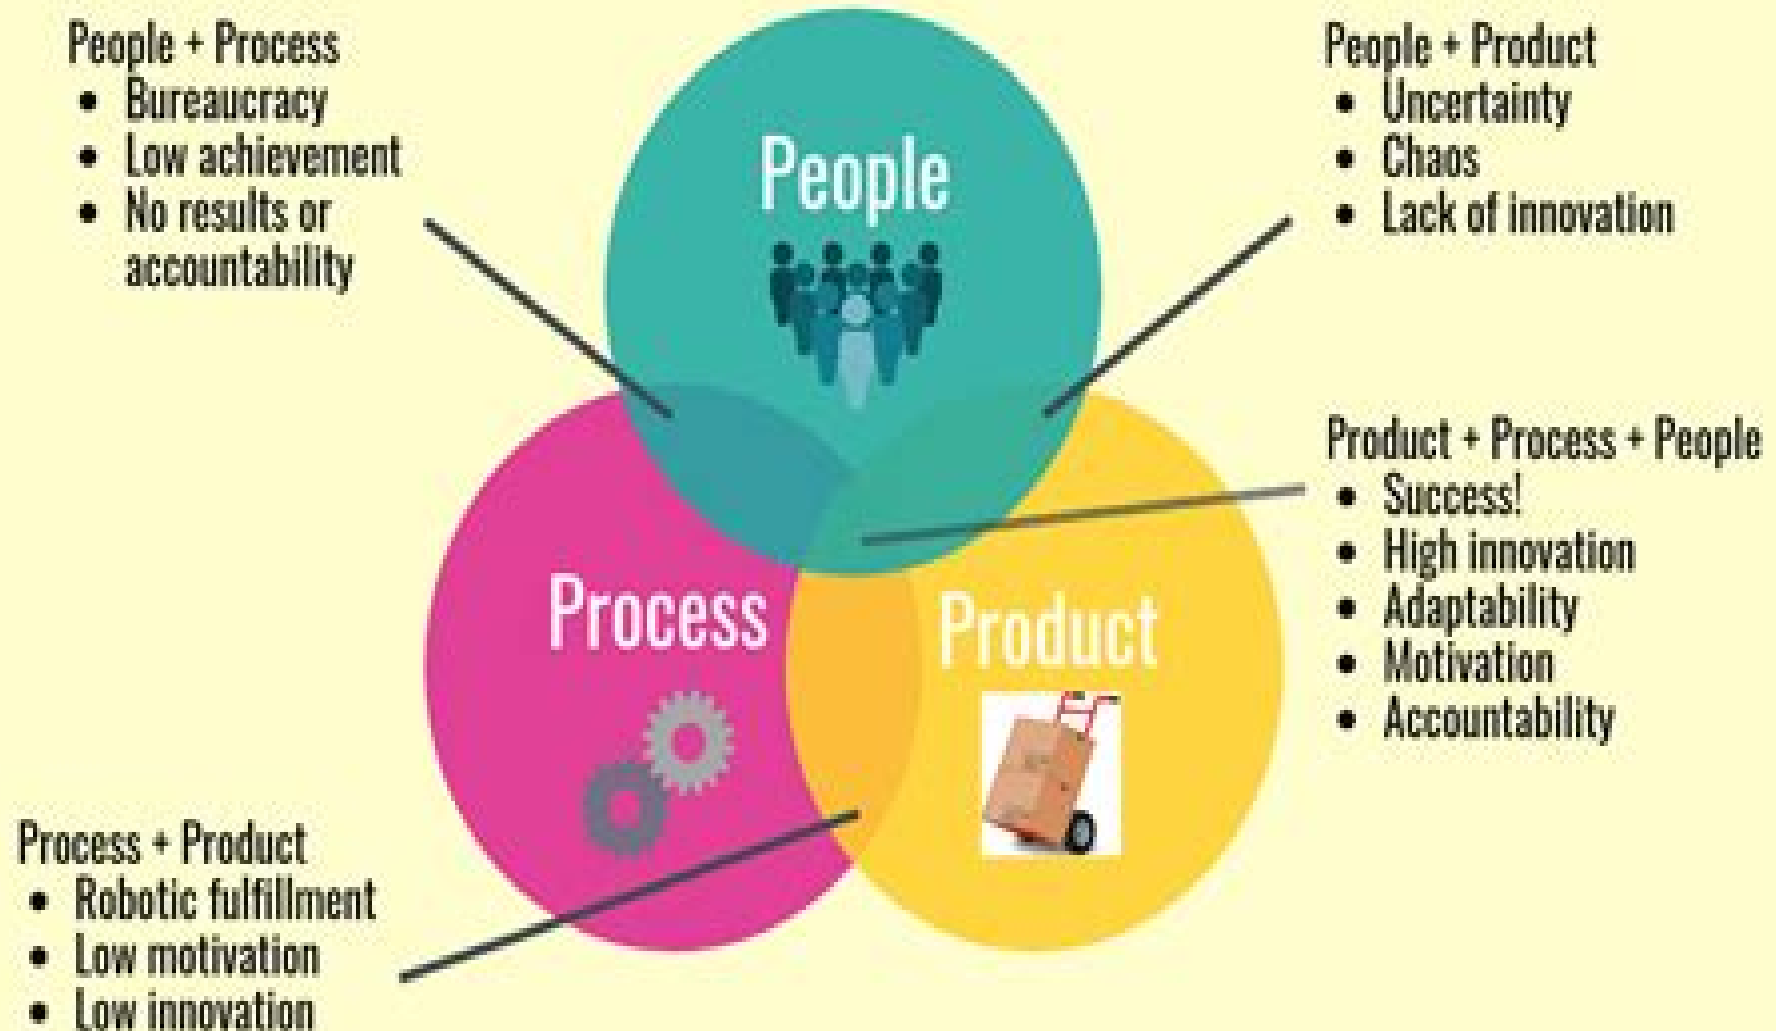 People + Process
• Bureaucracy
• Low achievement
• No results or
accountability
People + Product
• Uncertainty
• Chaos
• Lack of innovation
People
Product + Process + People
• Success!
• High innovation
• Adaptability
• Motivation
• Accountability
Process
Product
Process + Product
• Robotic fulfillment
• Low motivation
• Low innovation